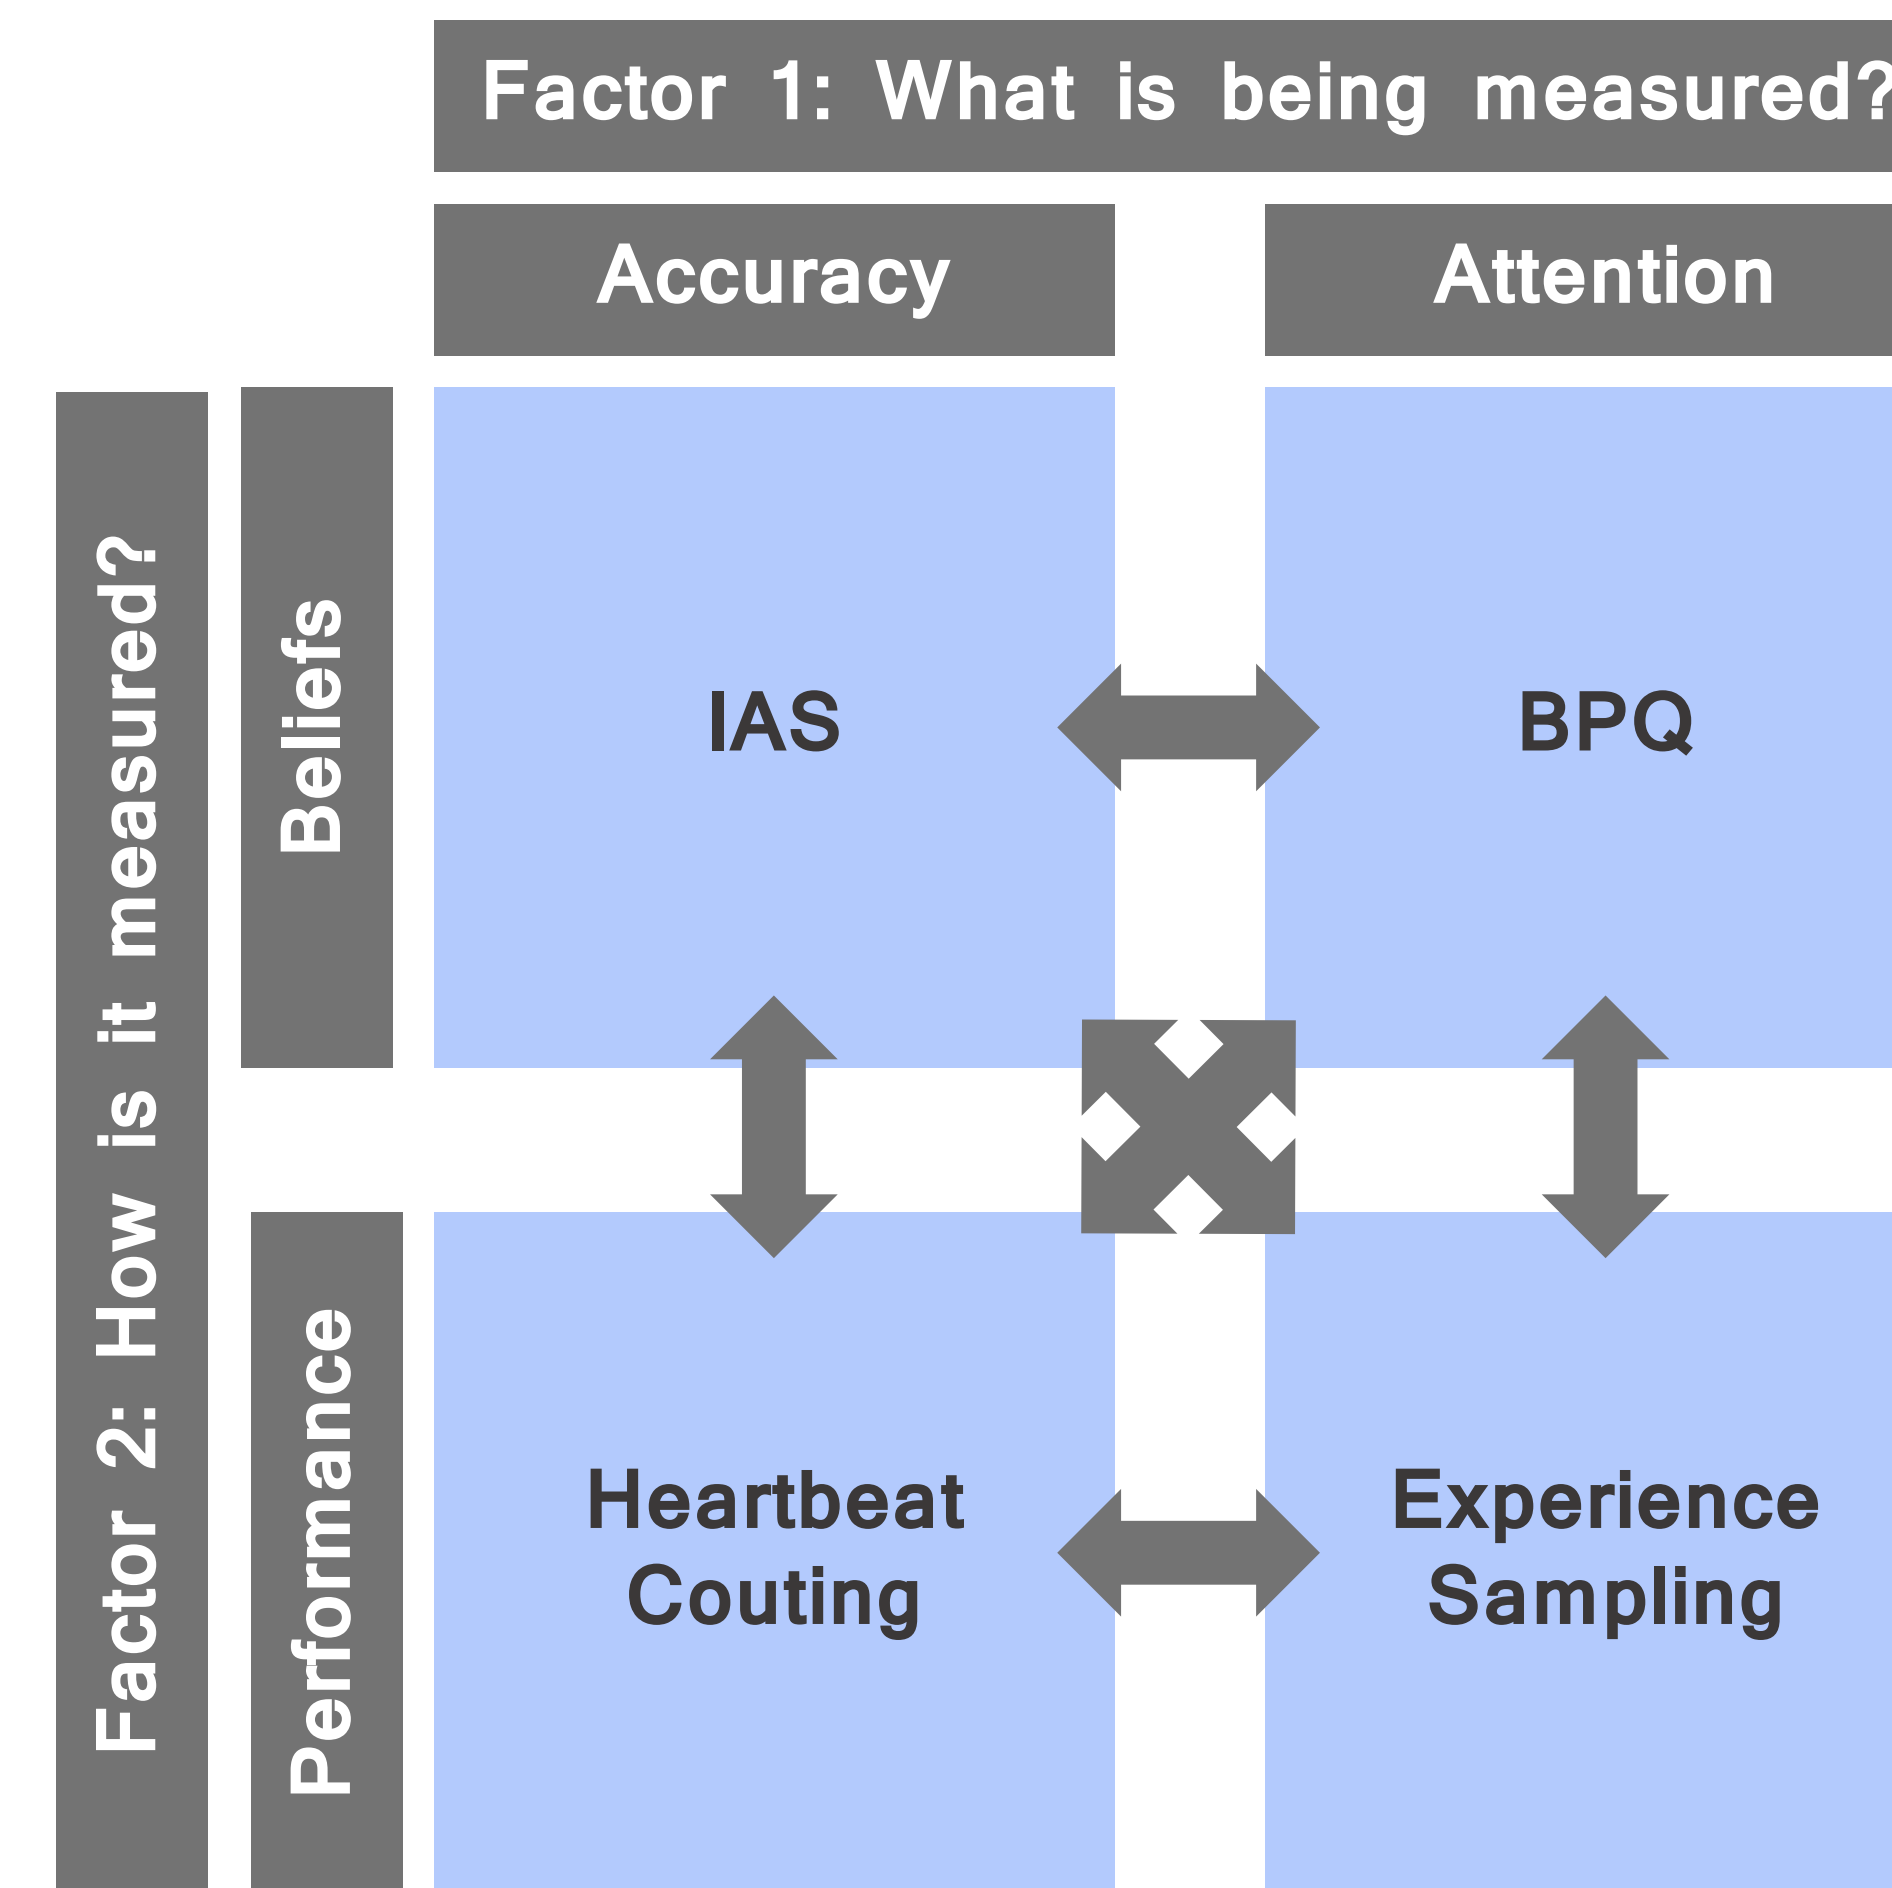 Factor 1: What is being measured?
Accuracy
Attention
Factor 2: How is it measured?
Beliefs
IAS
BPQ
Performance
Heartbeat
Couting
Experience
Sampling